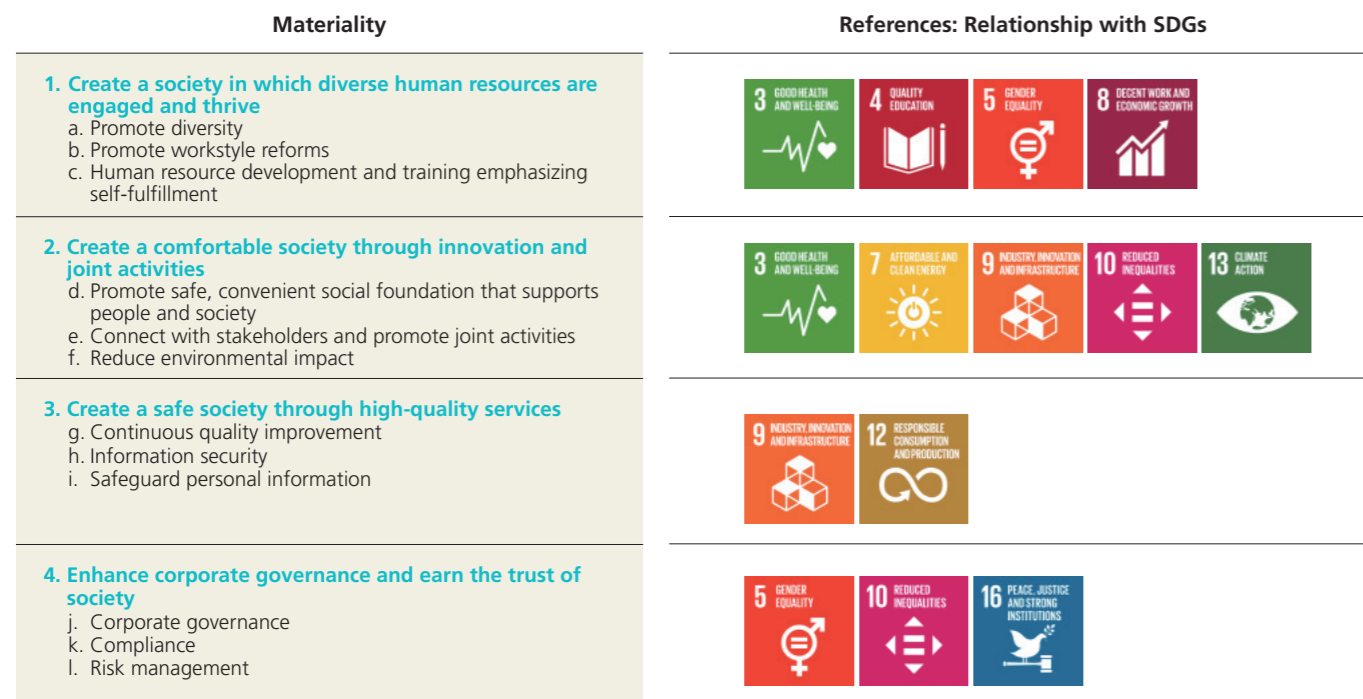 Materiality
References: Relationship with SDGs
1. Create a society in which diverse human resources are
engaged and thrive
a. Promote diversity
b. Promote workstyle reforms
c. Human resource development and training emphasizing
self-fulfillment
3 GOOD HEALTH
AND WELL-BEING
4 QUALITY
EDUCATION
5 GENDER
EQUALITY
8 DECENT WORK AND
ECONOMIC GROWTH
2. Create a comfortable society through innovation and
joint activities
d. Promote safe, convenient social foundation that supports
people and society
e. Connect with stakeholders and promote joint activities
f. Reduce environmental impact
3 GOOD HEALTH
AND WELL-BEING
7 AFFORDABLE AND
CLEAN ENERGY
9 INDUSTRY, INNOVATION
AND INFRASTRUCTURE
10 REDUCED
INEQUALITIES
13 CLIMATE
ACTION
3. Create a safe society through high-quality services
g. Continuous quality improvement
h. Information security
i. Safeguard personal information
9 INDUSTRY, INNOVATION
AND INFRASTRUCTURE
12 RESPONSIBLE
CONSUMPTION
AND PRODUCTION
4. Enhance corporate governance and earn the trust of
society
j. Corporate governance
k. Compliance
l. Risk management
5 GENDER
EQUALITY
10 REDUCED
INEQUALITIES
16 PEACE, JUSTICE
AND STRONG
INSTITUTIONS